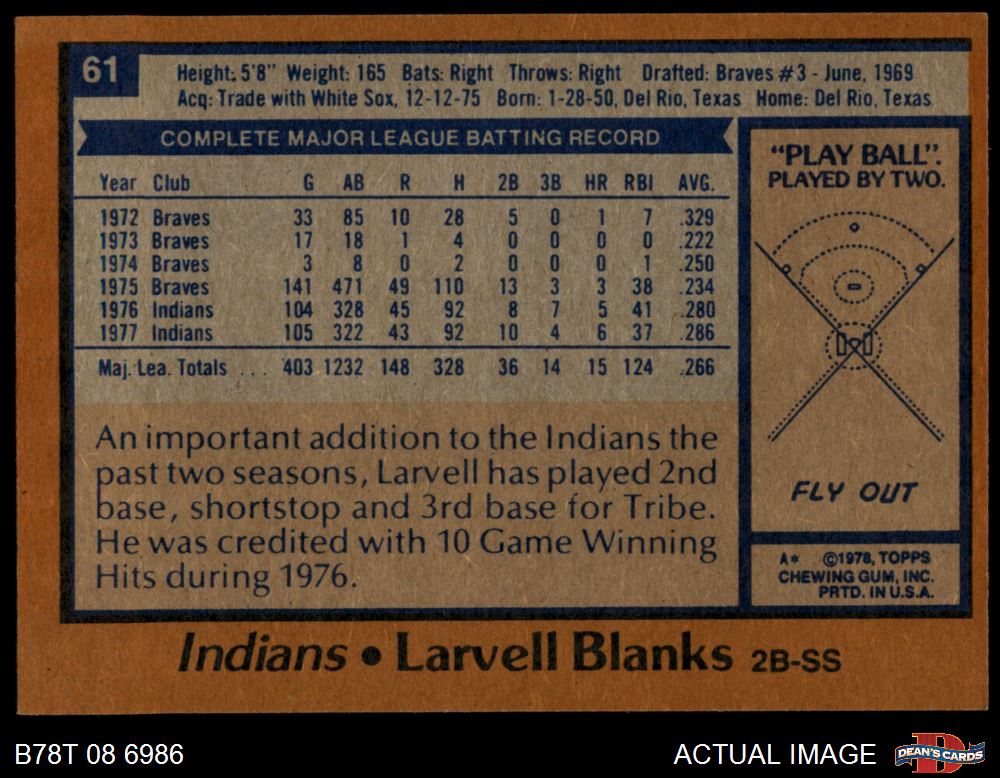 61
Height: 5'8" Weight: 165 Bats: Right Throws: Right Drafted: Braves #3 - June, 1969
Acq: Trade with White Sox, 12-12-75 Born: 1-28-50, Del Rio, Texas Home: Del Rio, Texas
COMPLETE MAJOR LEAGUE BATTING RECORD
Year Club G AB R H 2B 3B HR RBI AVG.
1972 Braves 33 85 10 28 5 0 1 7 .329
1973 Braves 17 18 1 4 0 0 0 0 .222
1974 Braves 3 8 0 2 0 0 0 1 .250
1975 Braves 141 471 49 110 13 3 3 38 .234
1976 Indians 104 328 45 92 8 7 5 41 .280
1977 Indians 105 322 43 92 10 4 6 37 .286
Maj. Lea. Totals ... 403 1232 148 328 36 14 15 124 .266
An important addition to the Indians the
past two seasons, Larvell has played 2nd
base, shortstop and 3rd base for Tribe.
He was credited with 10 Game Winning
Hits during 1976.
"PLAY BALL".
PLAYED BY TWO.
FLY OUT
A* ©1978, TOPPS
CHEWING GUM, INC.
PRTD. IN U.S.A.
Indians • Larvell Blanks 2B-SS
B78T 08 6986
ACTUAL IMAGE
D
DEAN'S CARDS